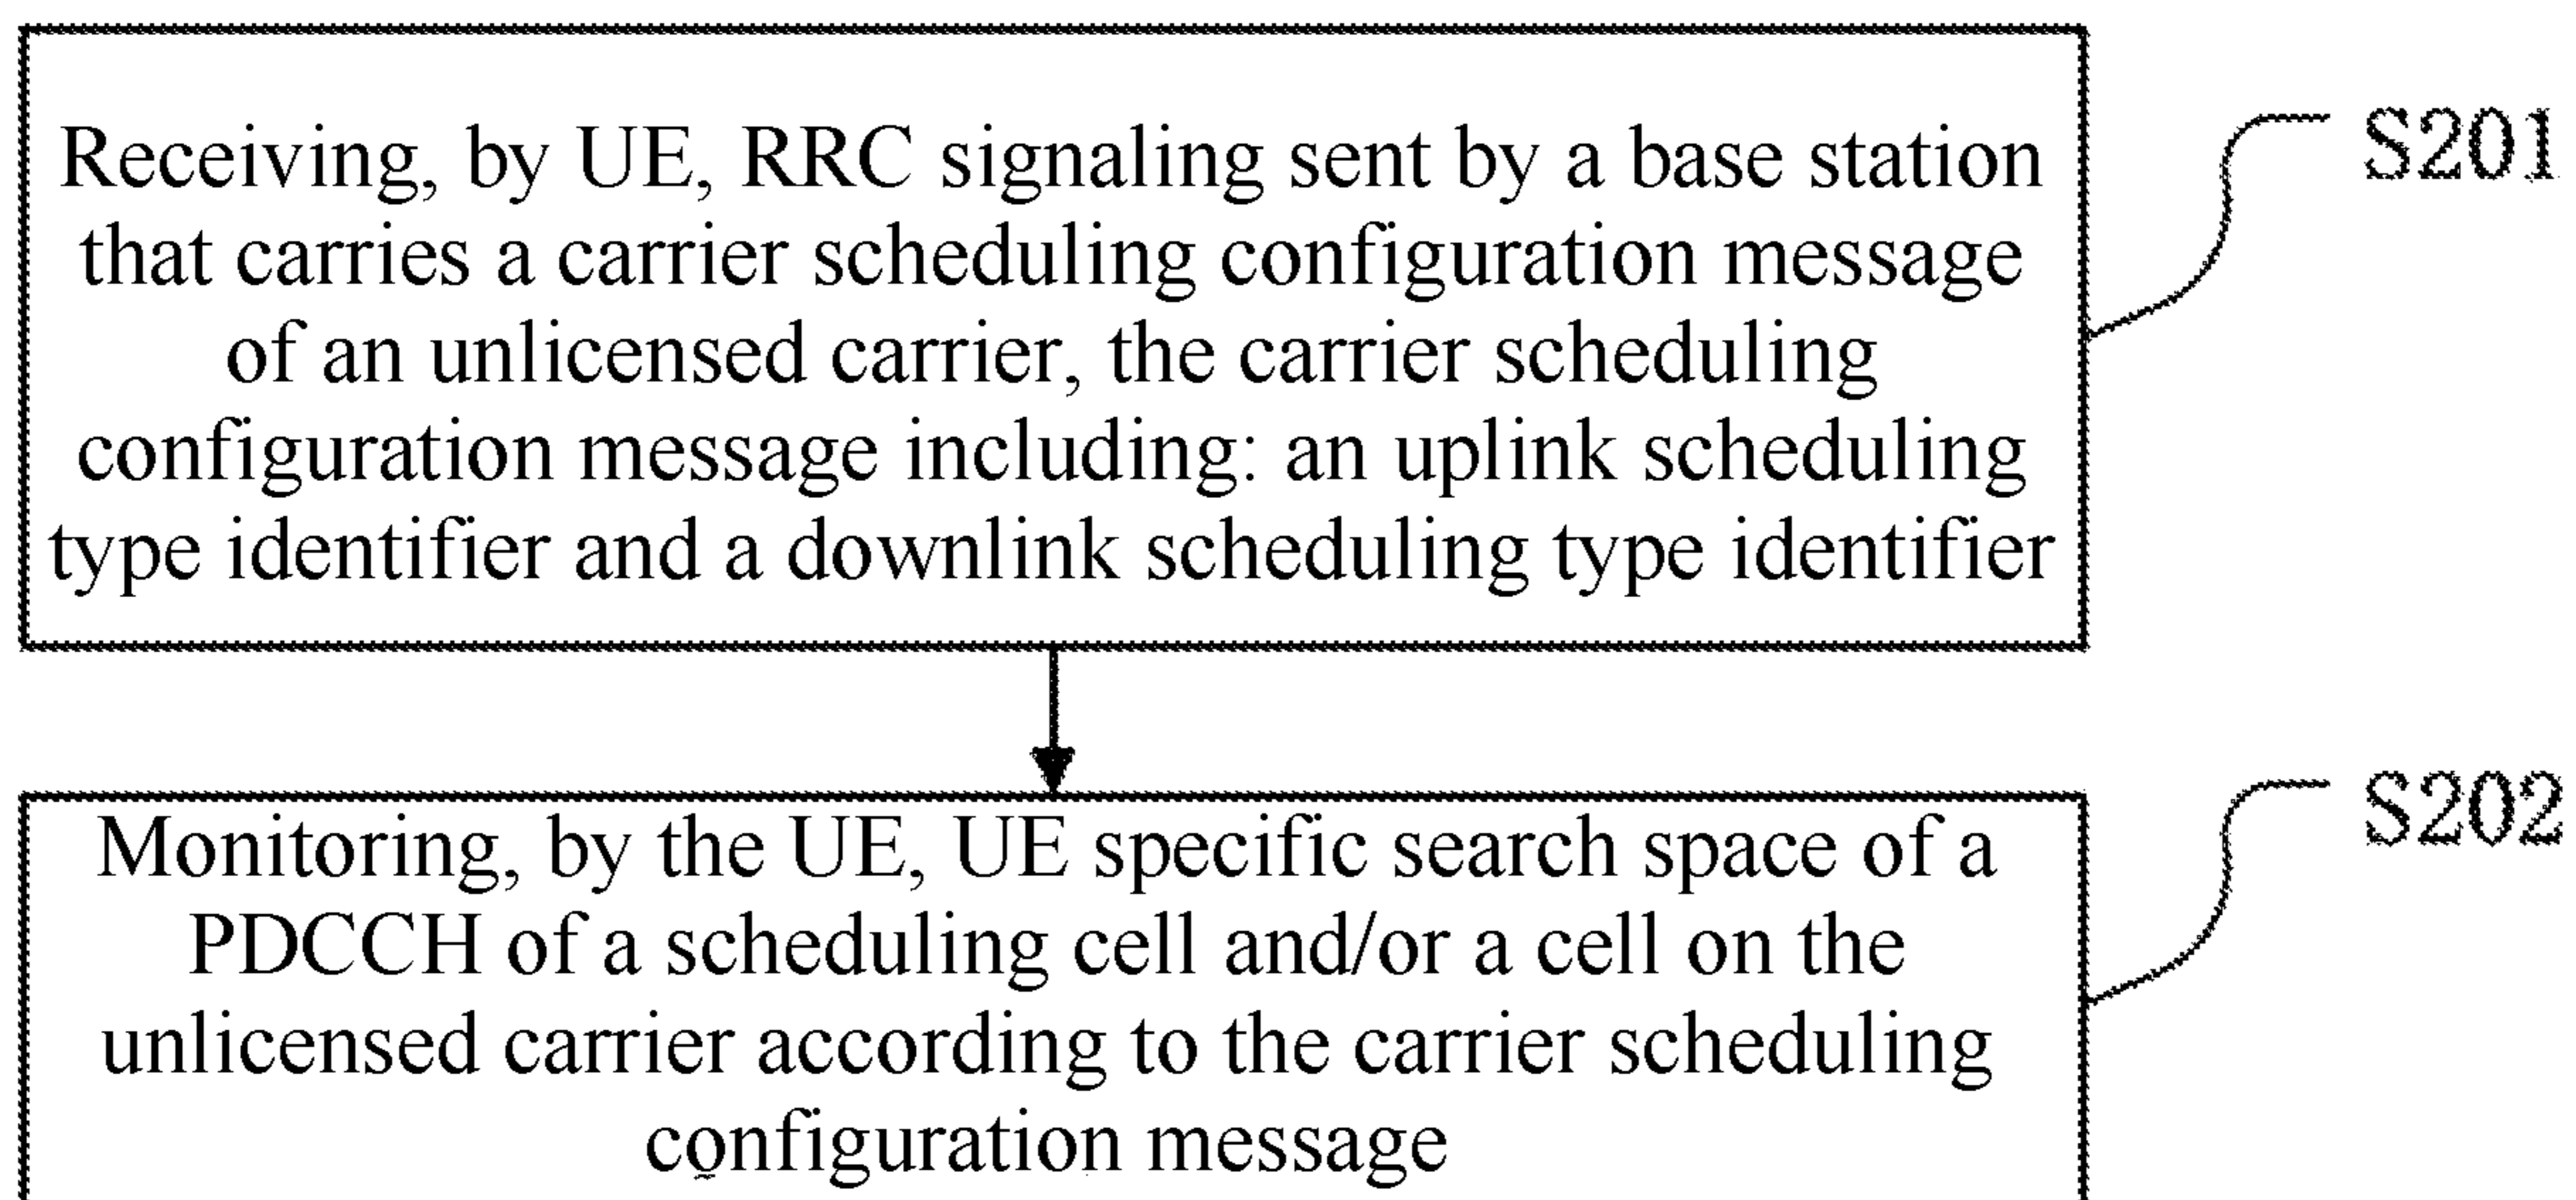 Receiving, by UE, RRC signaling sent by a base station
that carries a carrier scheduling configuration message
of an unlicensed carrier, the carrier scheduling
configuration message including: an uplink scheduling
type identifier and a downlink scheduling type identifier
S201
Monitoring, by the UE, UE specific search space of a
PDCCH of a scheduling cell and/or a cell on the
unlicensed carrier according to the carrier scheduling
configuration message
S202